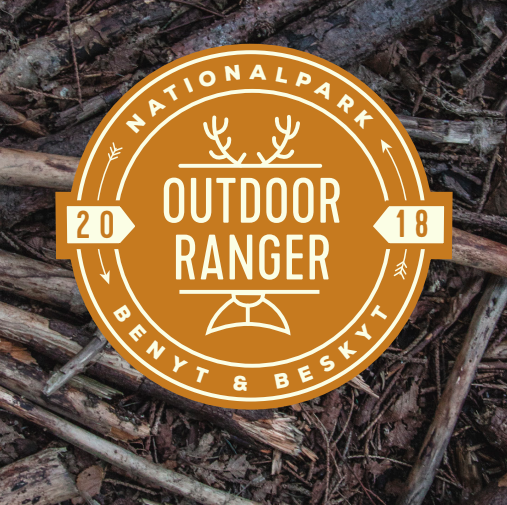 NATIONALPARK
20 18
OUTDOOR
RANGER
BENYT & BESKYT